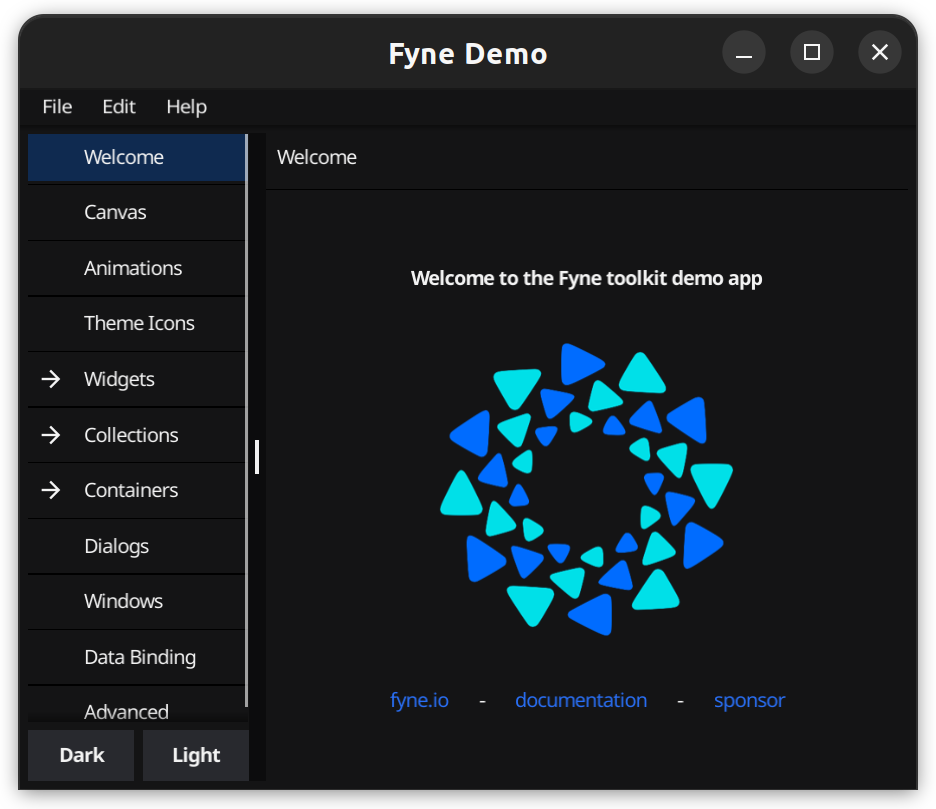 Fyne Demo
File Edit Help
Welcome
Canvas
Animations
Theme Icons
Widgets
Collections
Containers
Dialogs
Windows
Data Binding
Advanced
Dark Light
Welcome
Welcome to the Fyne toolkit demo app
fyne.io - documentation - sponsor